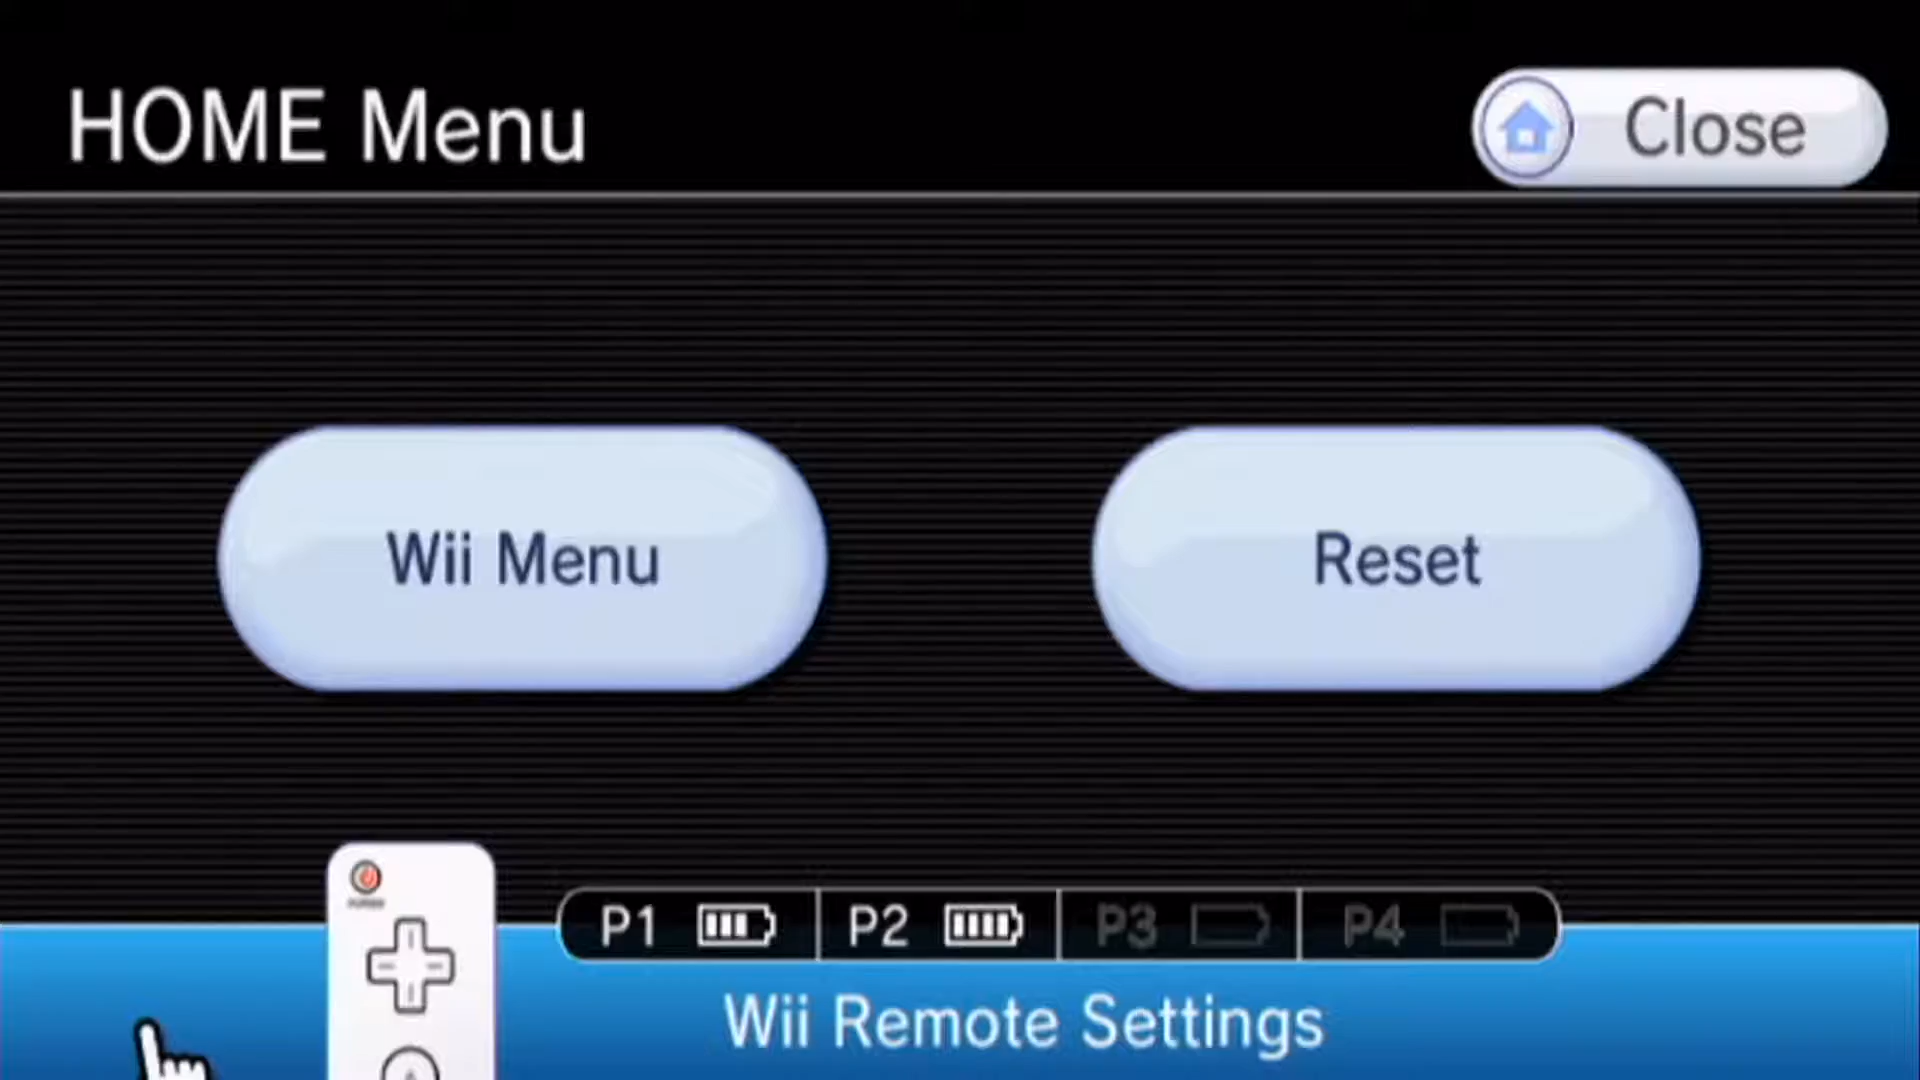 HOME Menu
Close
Wii Menu
Reset
P1 P2 P3 P4
Wii Remote Settings